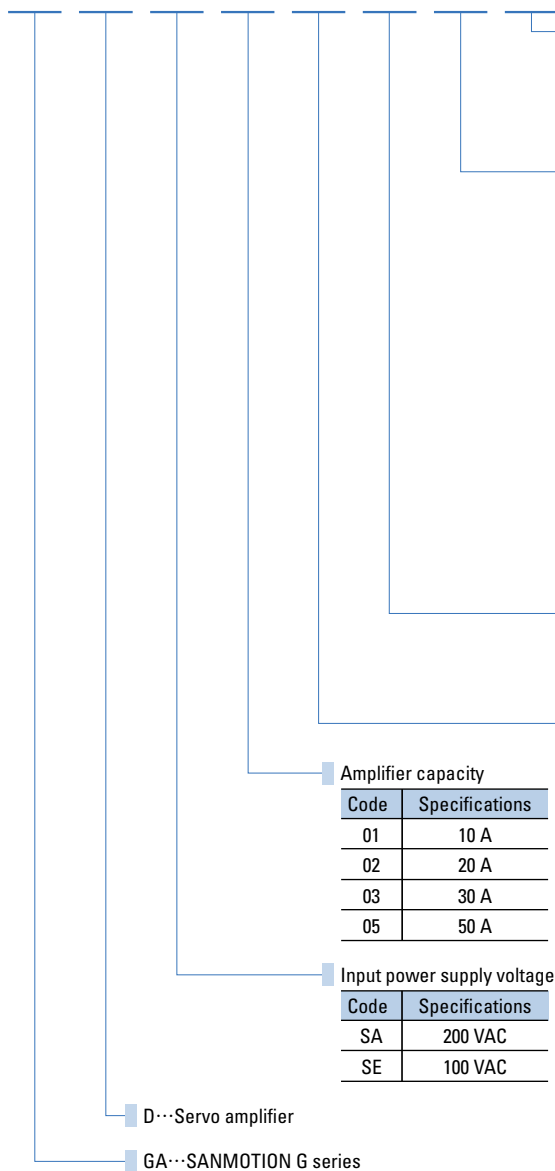 Amplifier capacity
Code Specifications
01 10 A
02 20 A
03 30 A
05 50 A
Input power supply voltage
Code Specifications
SA 200 VAC
SE 100 VAC
D⋯Servo amplifier
GA⋯SANMOTION G series